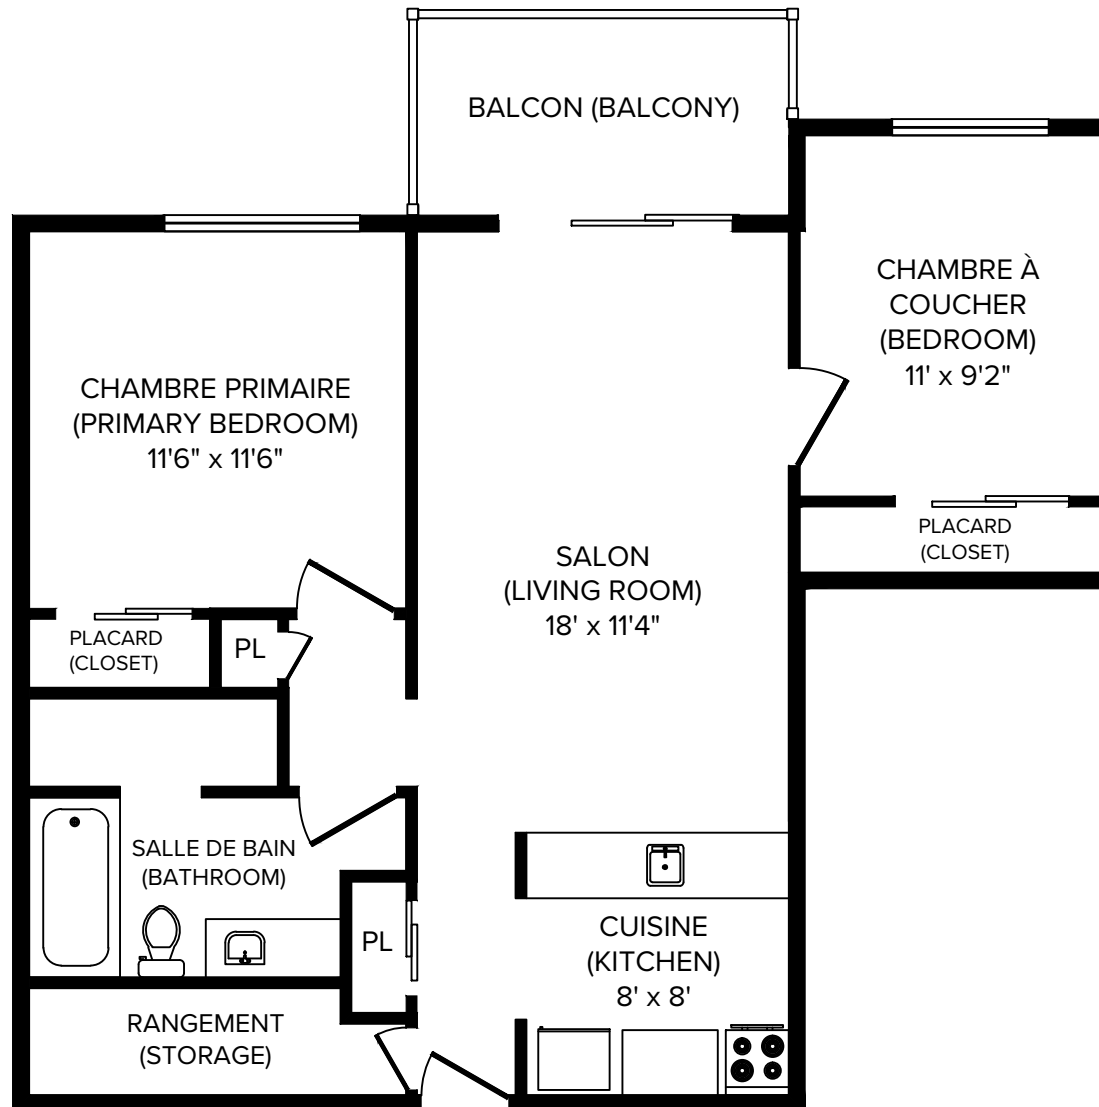 BALCON (BALCONY)
CHAMBRE À
COUCHER
(BEDROOM)
11' x 9'2"
CHAMBRE PRIMAIRE
(PRIMARY BEDROOM)
11'6" x 11'6"
PLACARD
(CLOSET)
SALON
(LIVING ROOM)
18' x 11'4"
PLACARD
(CLOSET)
PL
SALLE DE BAIN
(BATHROOM)
PL
CUISINE
(KITCHEN)
8' x 8'
RANGEMENT
(STORAGE)